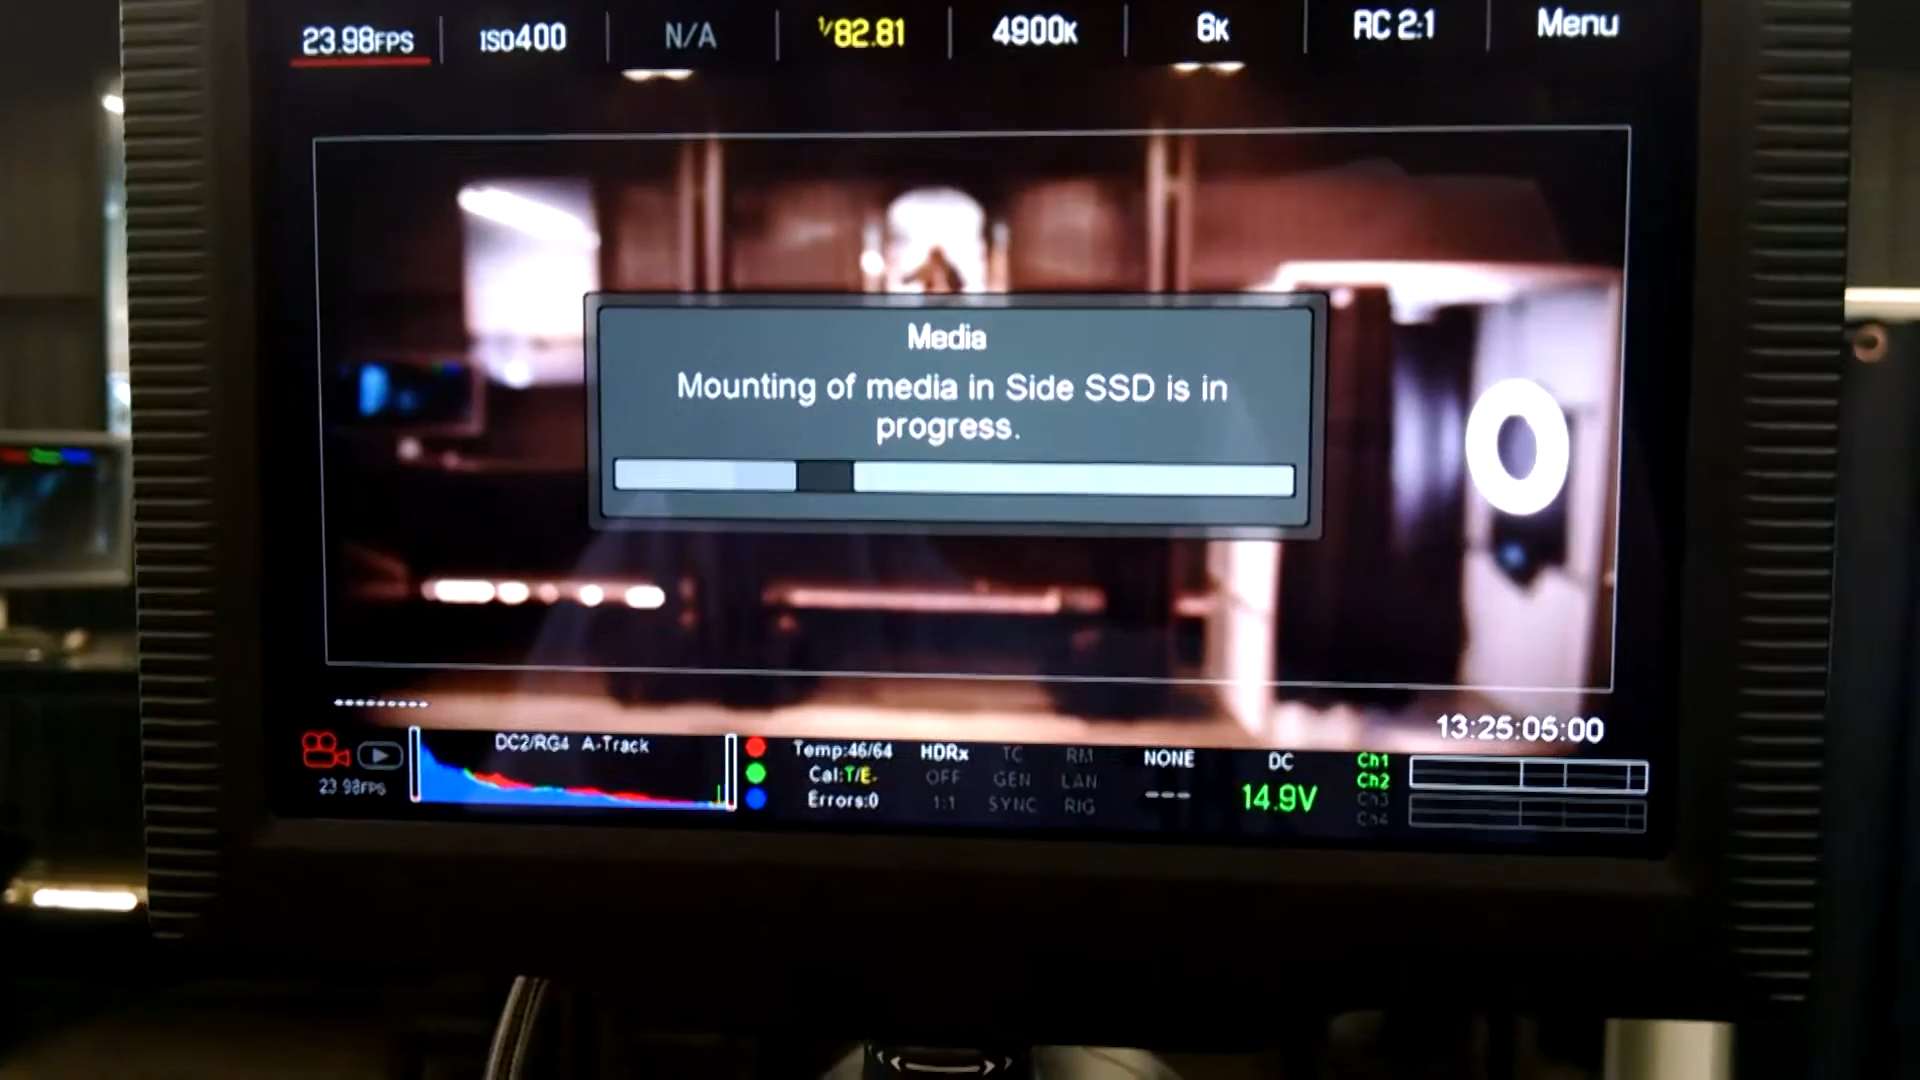 23.98FPS ISO400 N/A 1/82.81 4900K 6K RC 2:1 Menu
Media
Mounting of media in Side SSD is in
progress.
13:25:05:00
DC2/RG4 A-Track
23.98FPS
Temp:46/64
Cal:T/E-
Errors:0
HDRx
OFF
1:1
TC
GEN
SYNC
RM
LAN
RIG
NONE
---
DC
14.9V
Ch1
Ch2
Ch3
Ch4